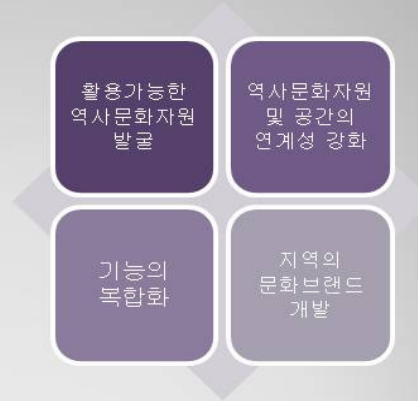 활용가능한
역사문화자원
발굴
역사문화자원
및 공간의
연계성 강화
기능의
복합화
지역의
문화브랜드
개발